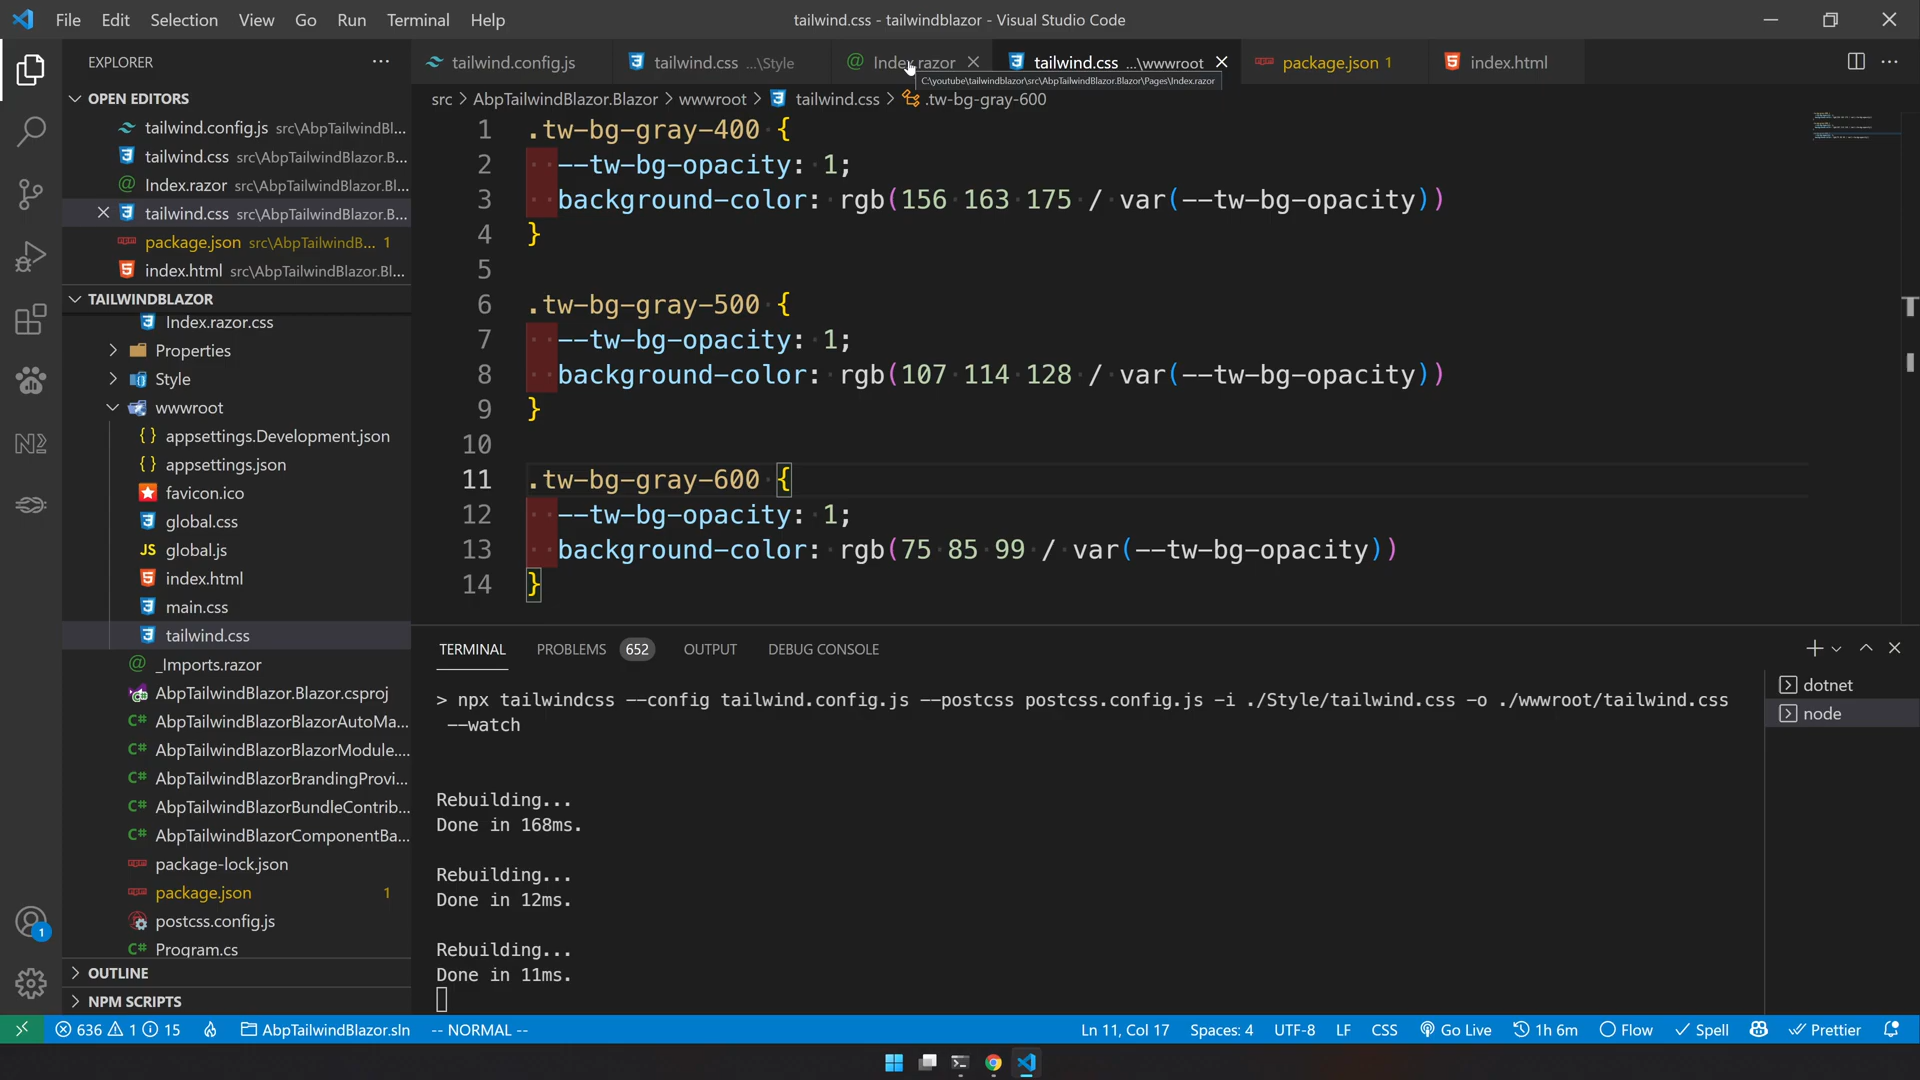 File Edit Selection View Go Run Terminal Help
tailwind.css - tailwindblazor - Visual Studio Code
EXPLORER
OPEN EDITORS
tailwind.config.js src\AbpTailwindBl...
tailwind.css src\AbpTailwindBlazor.B...
Index.razor src\AbpTailwindBlazor.Bl...
tailwind.css src\AbpTailwindBlazor.B...
package.json src\AbpTailwindB... 1
index.html src\AbpTailwindBlazor.Bl...
TAILWINDBLAZOR
Index.razor.css
Properties
Style
wwwroot
{ } appsettings.Development.json
{ } appsettings.json
favicon.ico
global.css
JS global.js
index.html
main.css
tailwind.css
@ _Imports.razor
AbpTailwindBlazor.Blazor.csproj
C# AbpTailwindBlazorBlazorAutoMa...
C# AbpTailwindBlazorBlazorModule....
C# AbpTailwindBlazorBrandingProvi...
C# AbpTailwindBlazorBundleContrib...
C# AbpTailwindBlazorComponentBa...
package-lock.json
package.json 1
postcss.config.js
C# Program.cs
OUTLINE
NPM SCRIPTS
tailwind.config.js
tailwind.css ...\Style
@ Index.razor
tailwind.css ...\wwwroot
package.json 1
index.html
C:\youtube\tailwindblazor\src\AbpTailwindBlazor.Blazor\Pages\Index.razor
src > AbpTailwindBlazor.Blazor > wwwroot > tailwind.css > .tw-bg-gray-600
1 .tw-bg-gray-400 {
2 --tw-bg-opacity: 1;
3 background-color: rgb(156 163 175 / var(--tw-bg-opacity))
4 }
5
6 .tw-bg-gray-500 {
7 --tw-bg-opacity: 1;
8 background-color: rgb(107 114 128 / var(--tw-bg-opacity))
9 }
10
11 .tw-bg-gray-600 {
12 --tw-bg-opacity: 1;
13 background-color: rgb(75 85 99 / var(--tw-bg-opacity))
14 }
TERMINAL PROBLEMS 652 OUTPUT DEBUG CONSOLE
> npx tailwindcss --config tailwind.config.js --postcss postcss.config.js -i ./Style/tailwind.css -o ./wwwroot/tailwind.css
--watch
Rebuilding...
Done in 168ms.
Rebuilding...
Done in 12ms.
Rebuilding...
Done in 11ms.
dotnet
node
636 1 15 AbpTailwindBlazor.sln -- NORMAL -- Ln 11, Col 17 Spaces: 4 UTF-8 LF CSS Go Live 1h 6m Flow Spell Prettier